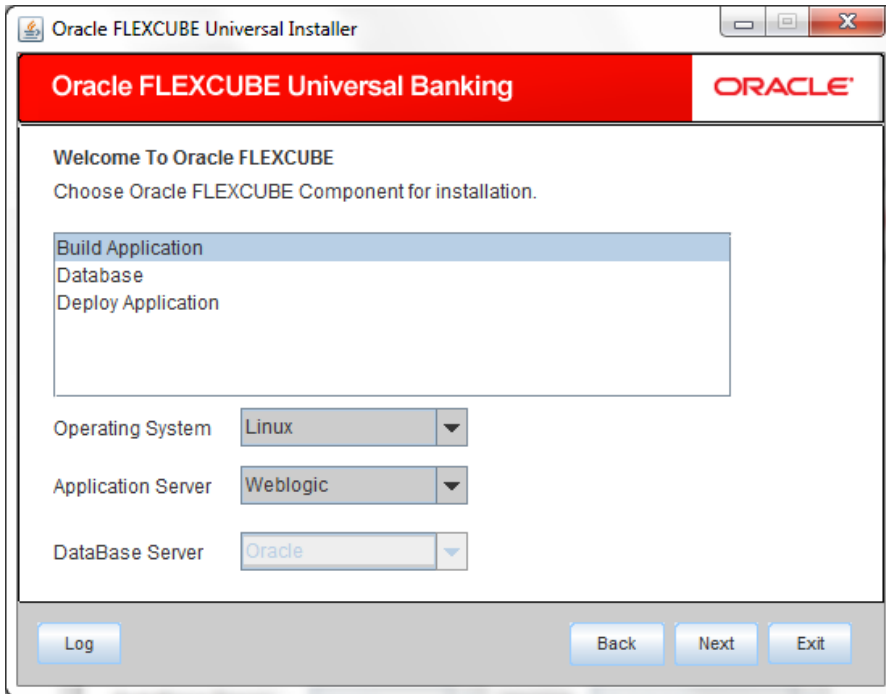 Oracle FLEXCUBE Universal Installer
Oracle FLEXCUBE Universal Banking
ORACLE
Welcome To Oracle FLEXCUBE
Choose Oracle FLEXCUBE Component for installation.
Build Application
Database
Deploy Application
Operating System Linux
Application Server Weblogic
DataBase Server Oracle
Log Back Next Exit